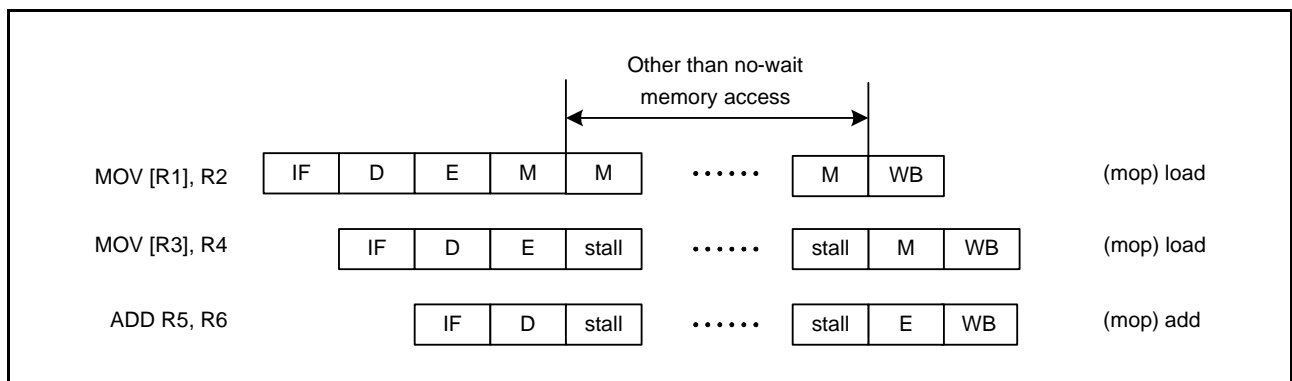 Other than no-wait
memory access
MOV [R1], R2 IF D E M M ...... M WB (mop) load
MOV [R3], R4 IF D E stall ...... stall M WB (mop) load
ADD R5, R6 IF D stall ...... stall E WB (mop) add